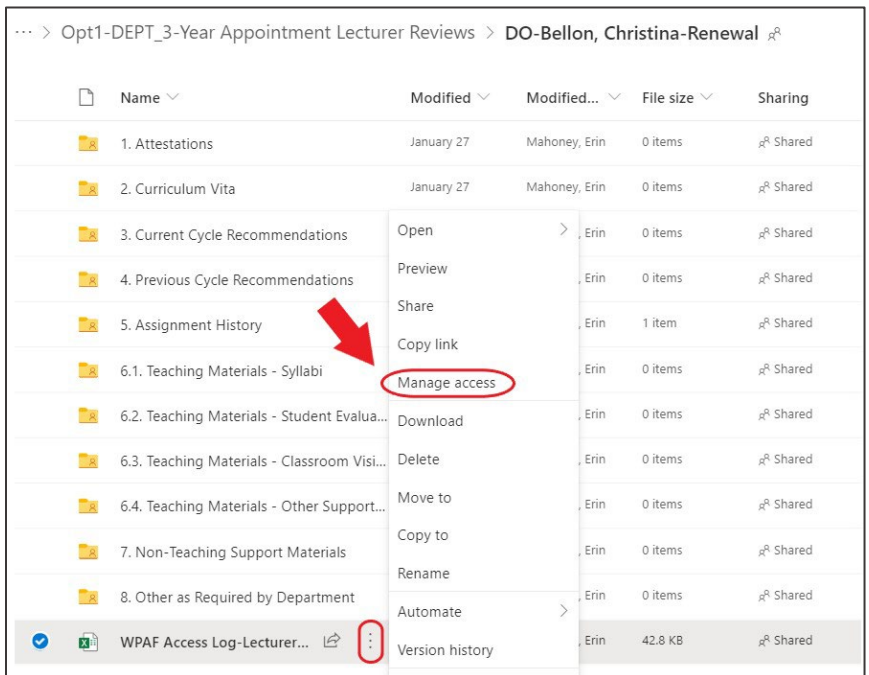 ··· > Opt1-DEPT_3-Year Appointment Lecturer Reviews > DO-Bellon, Christina-Renewal
Name Modified Modified... File size Sharing
1. Attestations January 27 Mahoney, Erin 0 items Shared
2. Curriculum Vita January 27 Mahoney, Erin 0 items Shared
3. Current Cycle Recommendations , Erin 0 items Shared
4. Previous Cycle Recommendations , Erin 0 items Shared
5. Assignment History , Erin 1 item Shared
6.1. Teaching Materials - Syllabi , Erin 0 items Shared
6.2. Teaching Materials - Student Evalua... , Erin 0 items Shared
6.3. Teaching Materials - Classroom Visi... , Erin 0 items Shared
6.4. Teaching Materials - Other Support... , Erin 0 items Shared
7. Non-Teaching Support Materials , Erin 0 items Shared
8. Other as Required by Department , Erin 0 items Shared
WPAF Access Log-Lecturer... , Erin 42.8 KB Shared
Open
Preview
Share
Copy link
Manage access
Download
Delete
Move to
Copy to
Rename
Automate
Version history